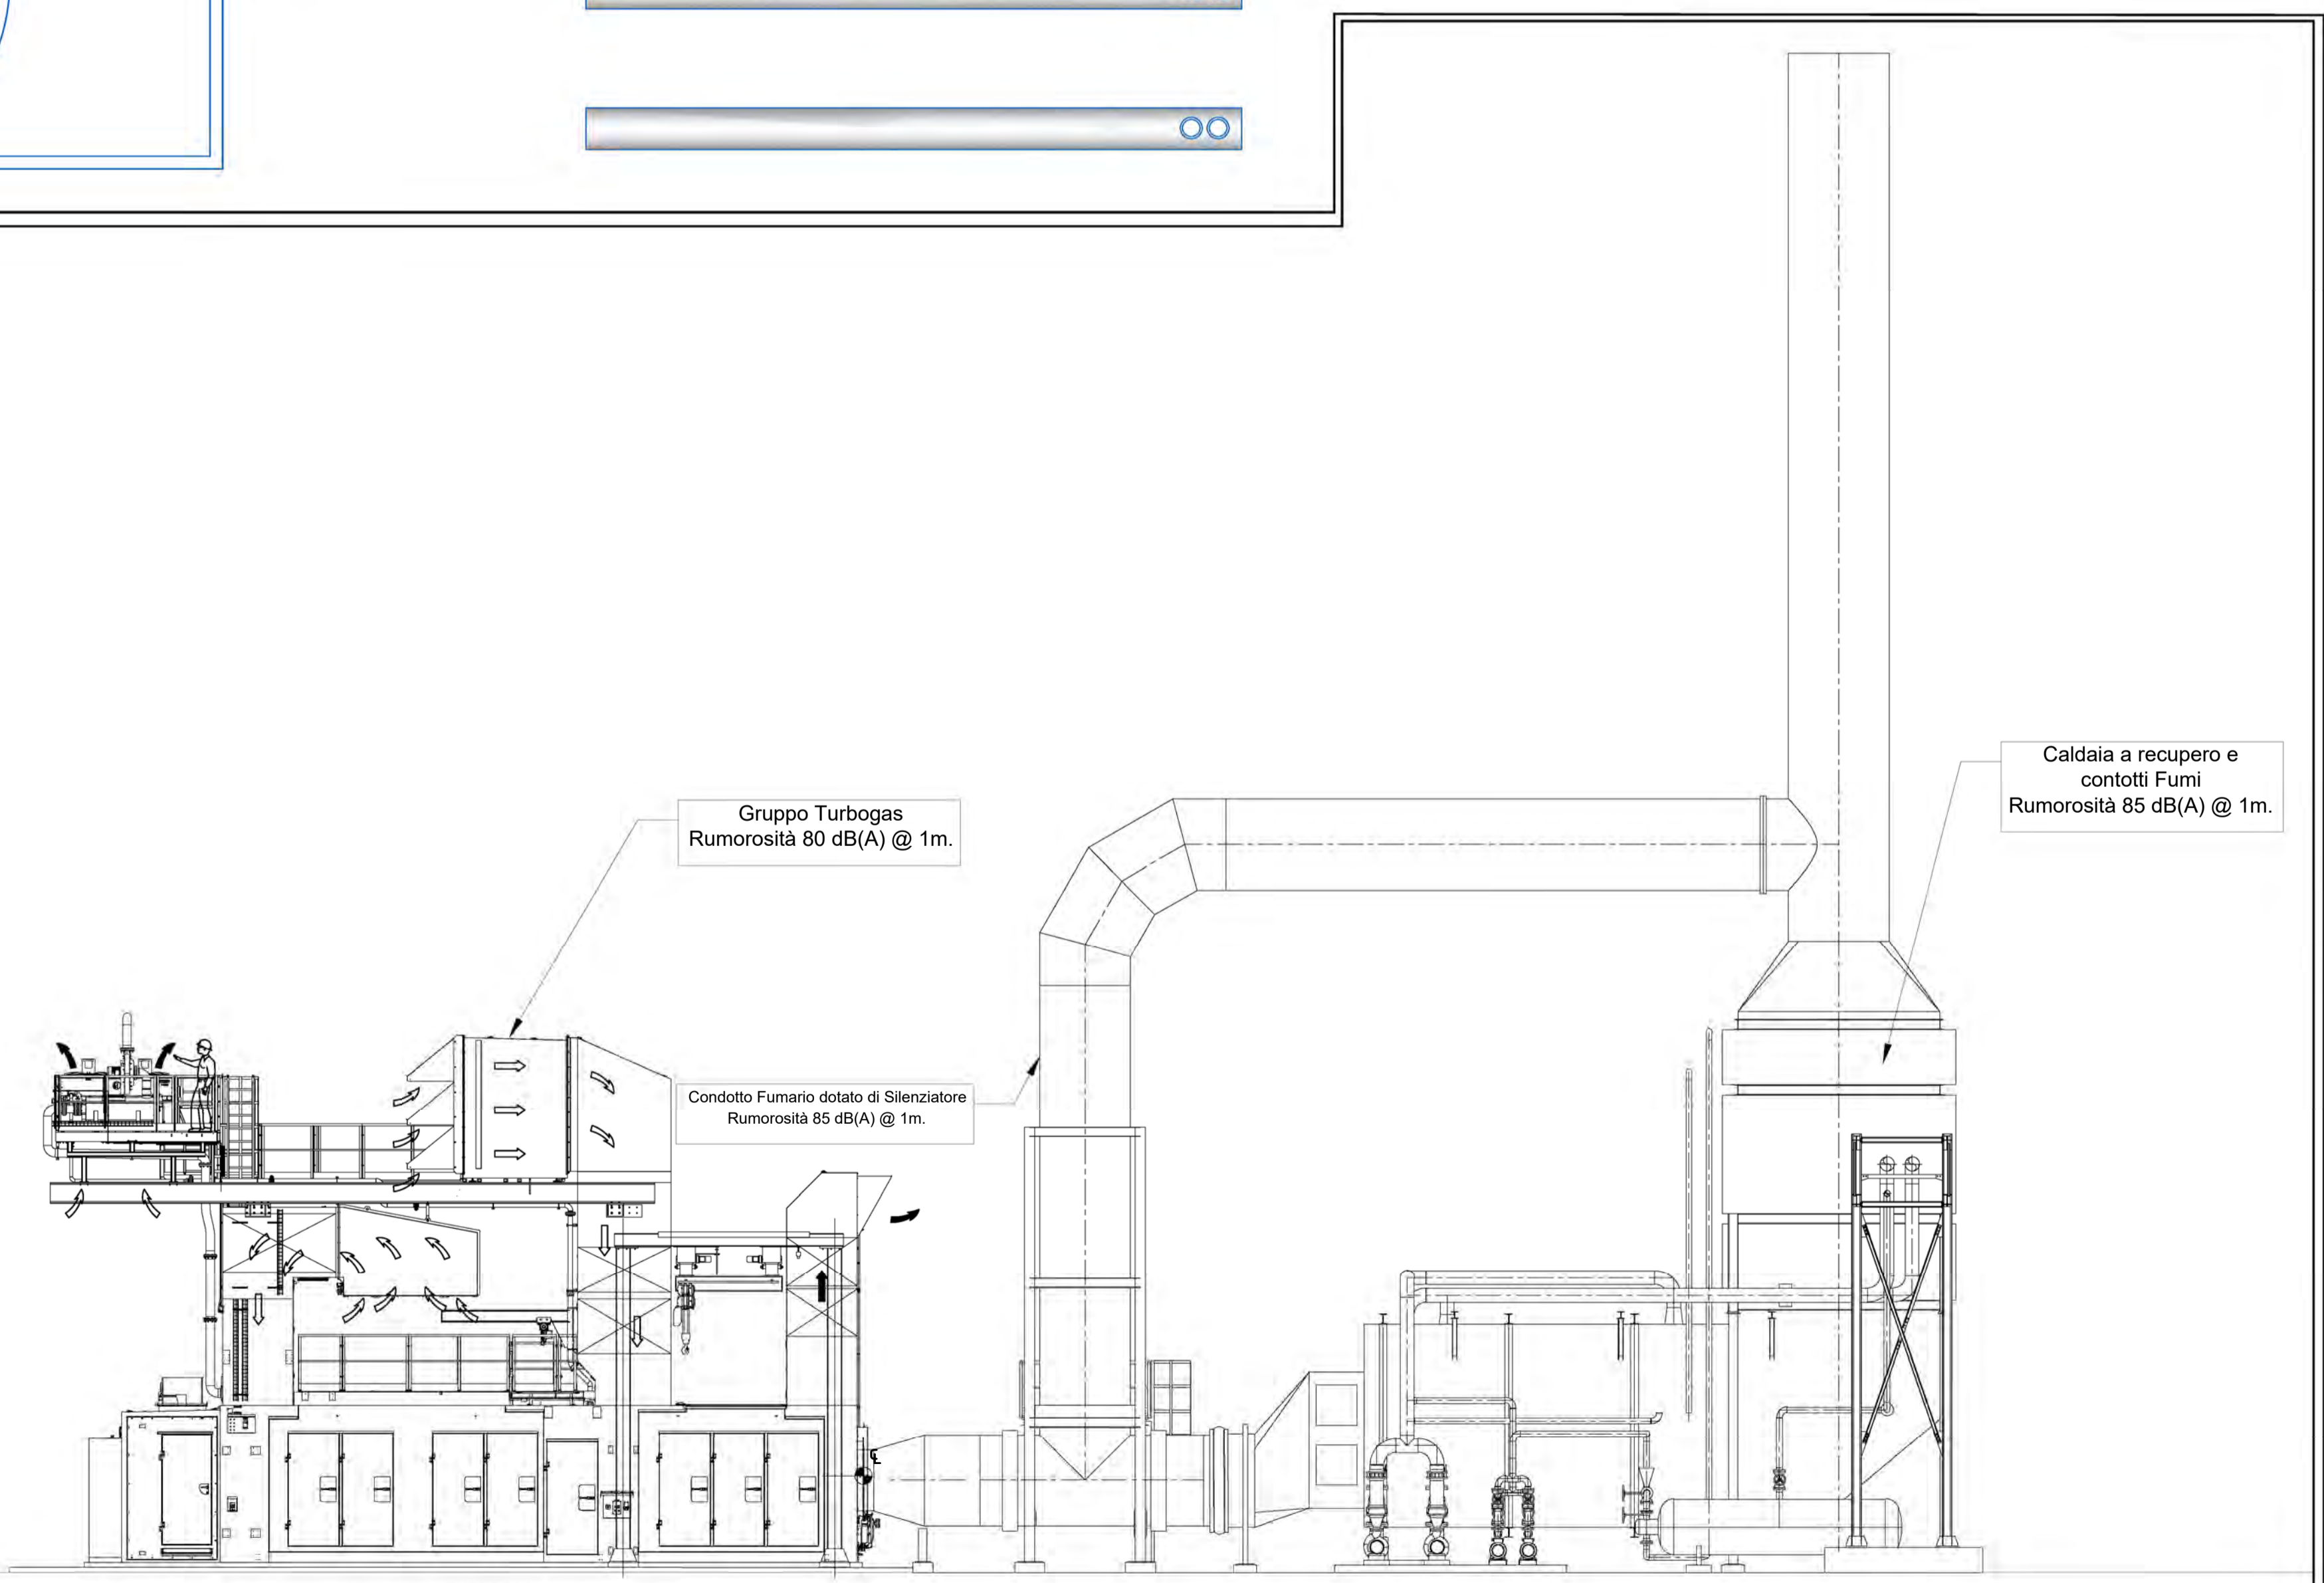 Caldaia a recupero e
contotti Fumi
Rumorosità 85 dB(A) @ 1m.
Gruppo Turbogas
Rumorosità 80 dB(A) @ 1m.
Condotto Fumario dotato di Silenziatore
Rumorosità 85 dB(A) @ 1m.